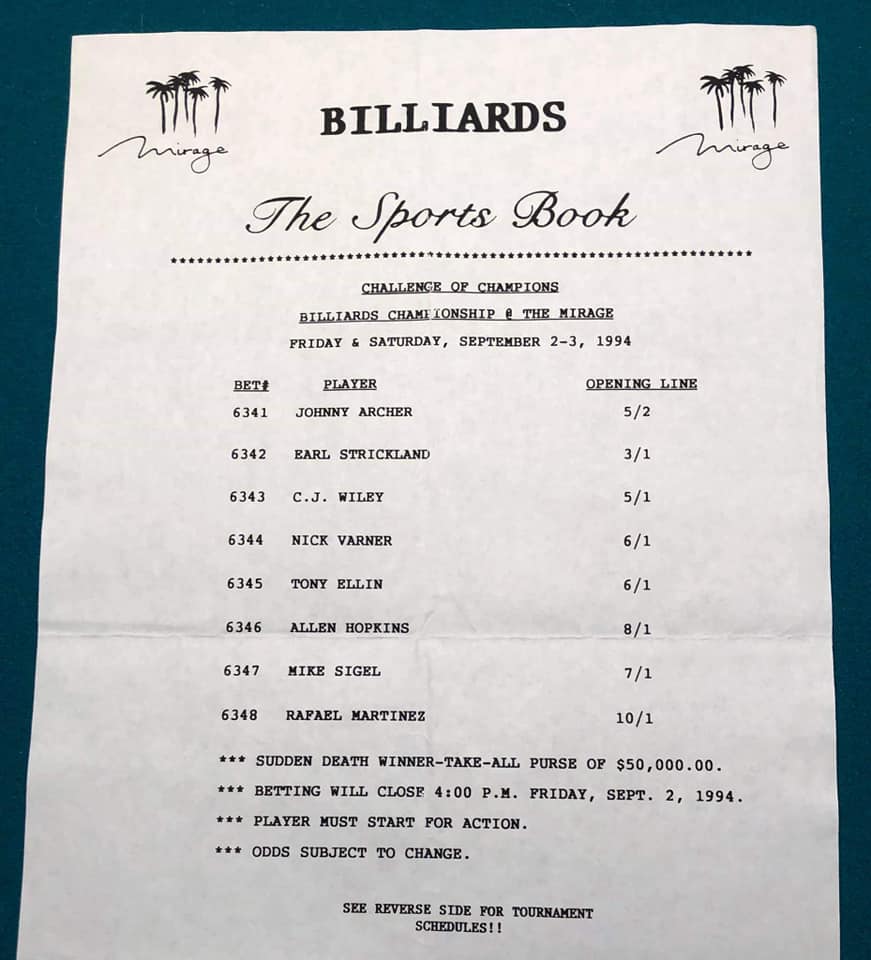 Mirage
BILLIARDS
Mirage
The Sports Book
****************************************************************
CHALLENGE OF CHAMPIONS
BILLIARDS CHAMPIONSHIP @ THE MIRAGE
FRIDAY & SATURDAY, SEPTEMBER 2-3, 1994
BET# PLAYER OPENING LINE
6341 JOHNNY ARCHER 5/2
6342 EARL STRICKLAND 3/1
6343 C.J. WILEY 5/1
6344 NICK VARNER 6/1
6345 TONY ELLIN 6/1
6346 ALLEN HOPKINS 8/1
6347 MIKE SIGEL 7/1
6348 RAFAEL MARTINEZ 10/1
*** SUDDEN DEATH WINNER-TAKE-ALL PURSE OF $50,000.00.
*** BETTING WILL CLOSE 4:00 P.M. FRIDAY, SEPT. 2, 1994.
*** PLAYER MUST START FOR ACTION.
*** ODDS SUBJECT TO CHANGE.
SEE REVERSE SIDE FOR TOURNAMENT
SCHEDULES!!